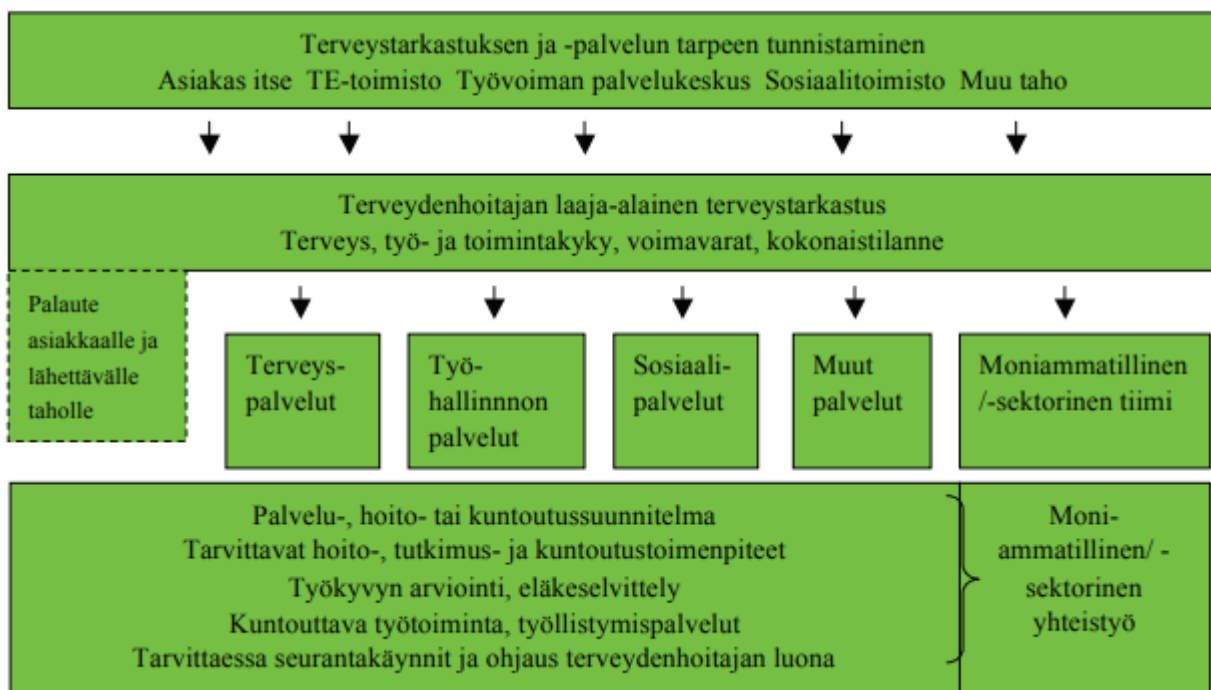 Terveystarkastuksen ja -palvelun tarpeen tunnistaminen
Asiakas itse TE-toimisto Työvoiman palvelukeskus Sosiaalitoimisto Muu taho
Terveydenhoitajan laaja-alainen terveystarkastus
Terveys, työ- ja toimintakyky, voimavarat, kokonaistilanne
Palaute
asiakkaalle ja
lähettävälle
taholle
Terveys-
palvelut
Työ-
hallinnnon
palvelut
Sosiaali-
palvelut
Muut
palvelut
Moniammatillinen
/-sektorinen tiimi
Palvelu-, hoito- tai kuntoutussuunnitelma
Tarvittavat hoito-, tutkimus- ja kuntoutustoimenpiteet
Työkyvyn arviointi, eläkeselvittely
Kuntouttava työtoiminta, työllistymispalvelut
Tarvittaessa seurantakäynnit ja ohjaus terveydenhoitajan luona
Moni-
ammatillinen/ -
sektorinen
yhteistyö